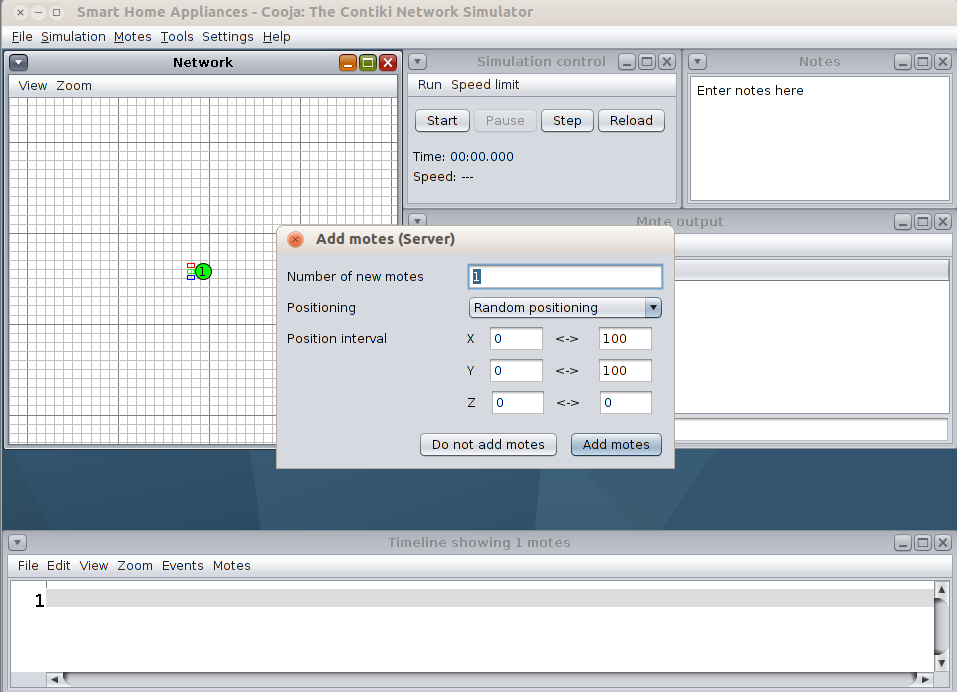 Smart Home Appliances - Cooja: The Contiki Network Simulator
File Simulation Motes Tools Settings Help
Network
View Zoom
1
Simulation control
Run Speed limit
Start Pause Step Reload
Time: 00:00.000
Speed: ---
Notes
Enter notes here
Mote output
Add motes (Server)
Number of new motes 1
Positioning Random positioning
Position interval X 0 <-> 100
Y 0 <-> 100
Z 0 <-> 0
Do not add motes Add motes
Timeline showing 1 motes
File Edit View Zoom Events Motes
1